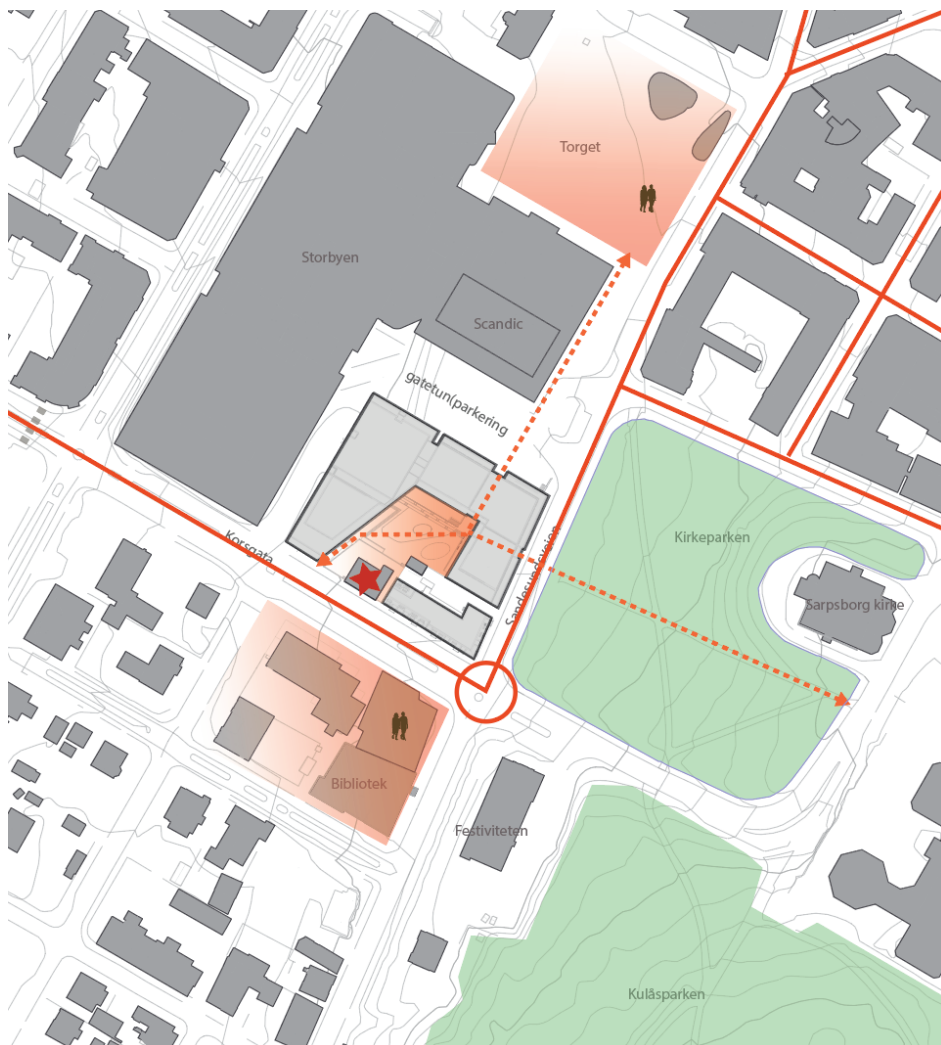 Torget
Storbyen
Scandic
gatetun(parkering
Kirkeparken
Korsgata
Sandesundsveien
Sarpsborg kirke
Bibliotek
Festiviteten
Kulåsparken